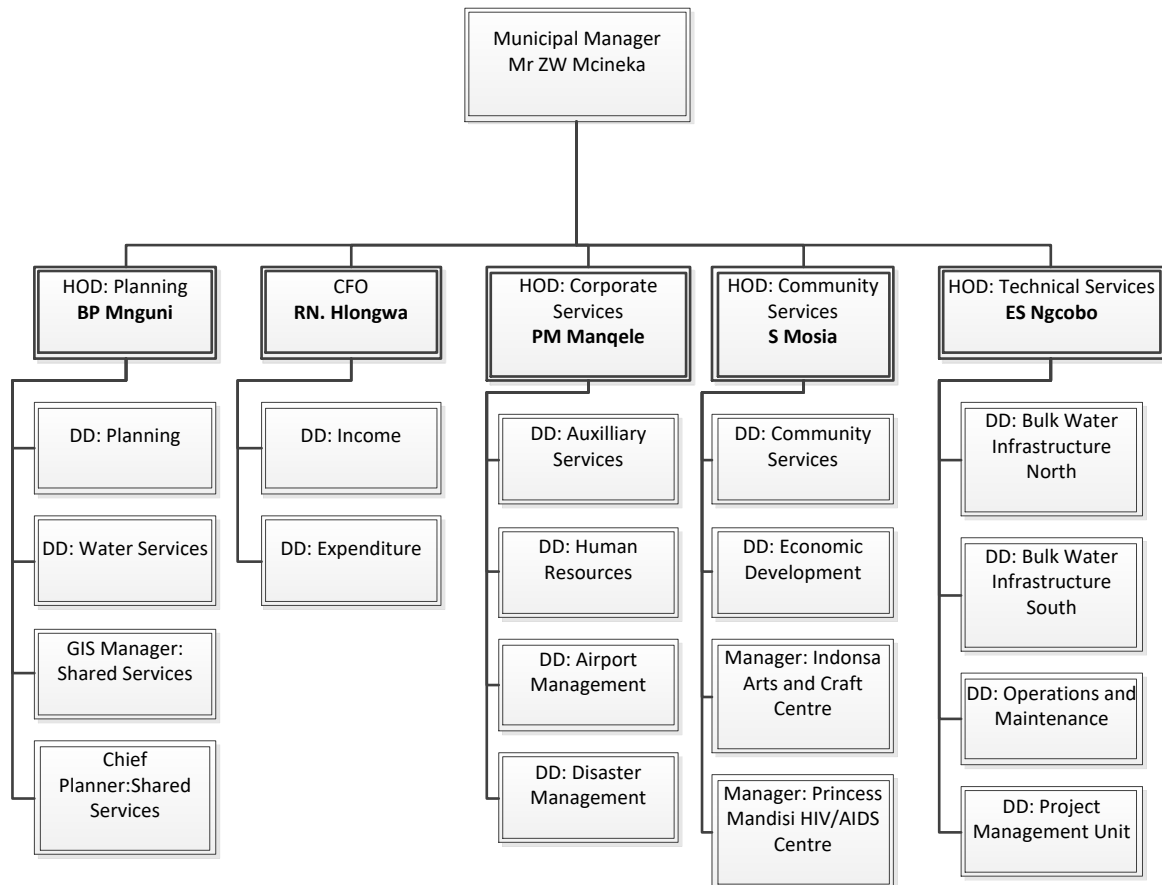 Municipal Manager
Mr ZW Mcineka
HOD: Planning
BP Mnguni
CFO
RN. Hlongwa
HOD: Corporate
Services
PM Manqele
HOD: Community
Services
S Mosia
HOD: Technical Services
ES Ngcobo
DD: Planning
DD: Water Services
GIS Manager:
Shared Services
Chief
Planner:Shared
Services
DD: Income
DD: Expenditure
DD: Auxilliary
Services
DD: Human
Resources
DD: Airport
Management
DD: Disaster
Management
DD: Community
Services
DD: Economic
Development
Manager: Indonsa
Arts and Craft
Centre
Manager: Princess
Mandisi HIV/AIDS
Centre
DD: Bulk Water
Infrastructure
North
DD: Bulk Water
Infrastructure
South
DD: Operations and
Maintenance
DD: Project
Management Unit